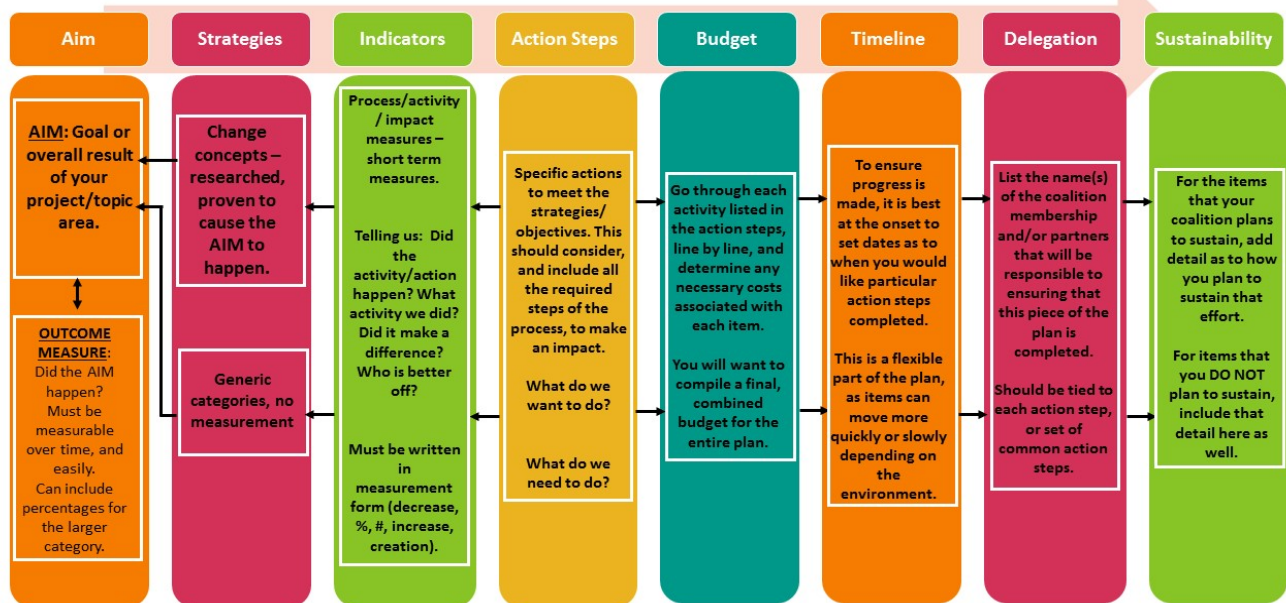 Aim
Strategies
Indicators
Action Steps
Budget
Timeline
Delegation
Sustainability
AIM: Goal or
overall result
of your
project/topic
area.
OUTCOME
MEASURE:
Did the AIM
happen?
Must be
measurable
over time, and
easily.
Can include
percentages for
the larger
category.
Change
concepts –
researched,
proven to
cause the
AIM to
happen.
Generic
categories, no
measurement
Process/activity
/ impact
measures –
short term
measures.
Telling us: Did
the
activity/action
happen? What
activity we did?
Did it make a
difference?
Who is better
off?
Must be written in
measurement
form (decrease,
%, #, increase,
creation).
Specific actions
to meet the
strategies/
objectives. This
should consider,
and include all
the required
steps of the
process, to make
an impact.
What do we
want to do?
What do we
need to do?
Go through each
activity listed in
the action steps,
line by line, and
determine any
necessary costs
associated with
each item.
You will want to
compile a final,
combined
budget for the
entire plan.
To ensure
progress is
made, it is best
at the onset to
set dates as to
when you would
like particular
action steps
completed.
This is a flexible
part of the plan,
as items can
move more
quickly or slowly
depending on
the
environment.
List the name(s)
of the coalition
membership
and/or partners
that will be
responsible to
ensuring that
this piece of the
plan is
completed.
Should be tied to
each action step,
or set of
common action
steps.
For the items
that your
coalition plans
to sustain, add
detail as to how
you plan to
sustain that
effort.
For items that
you DO NOT
plan to sustain,
include that
detail here as
well.